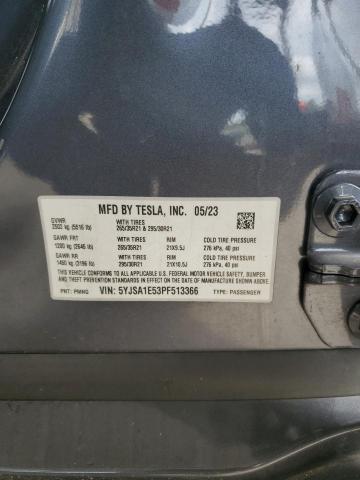 MFD BY TESLA, INC. 05/23
GVWR WITH TIRES
2602 kg (5816 lb) 265/35R21 & 295/30R21
GAWR FRT WITH TIRES RIM COLD TIRE PRESSURE
1200 kg (2646 lb) 265/35R21 21X9.5J 276 kPa, 40 psi
GAWR RR WITH TIRES RIM COLD TIRE PRESSURE
1450 kg (3196 lb) 295/30R21 21X10.5J 276 kPa, 40 psi
THIS VEHICLE CONFORMS TO ALL APPLICABLE FEDERAL MOTOR VEHICLE SAFETY, BUMPER
AND THEFT PREVENTION STANDARDS IN EFFECT ON THE DATE OF MANUFACTURE SHOWN ABOVE.
PNT: PMNG VIN: 5YJSA1E53PF513366 TYPE: PASSENGER